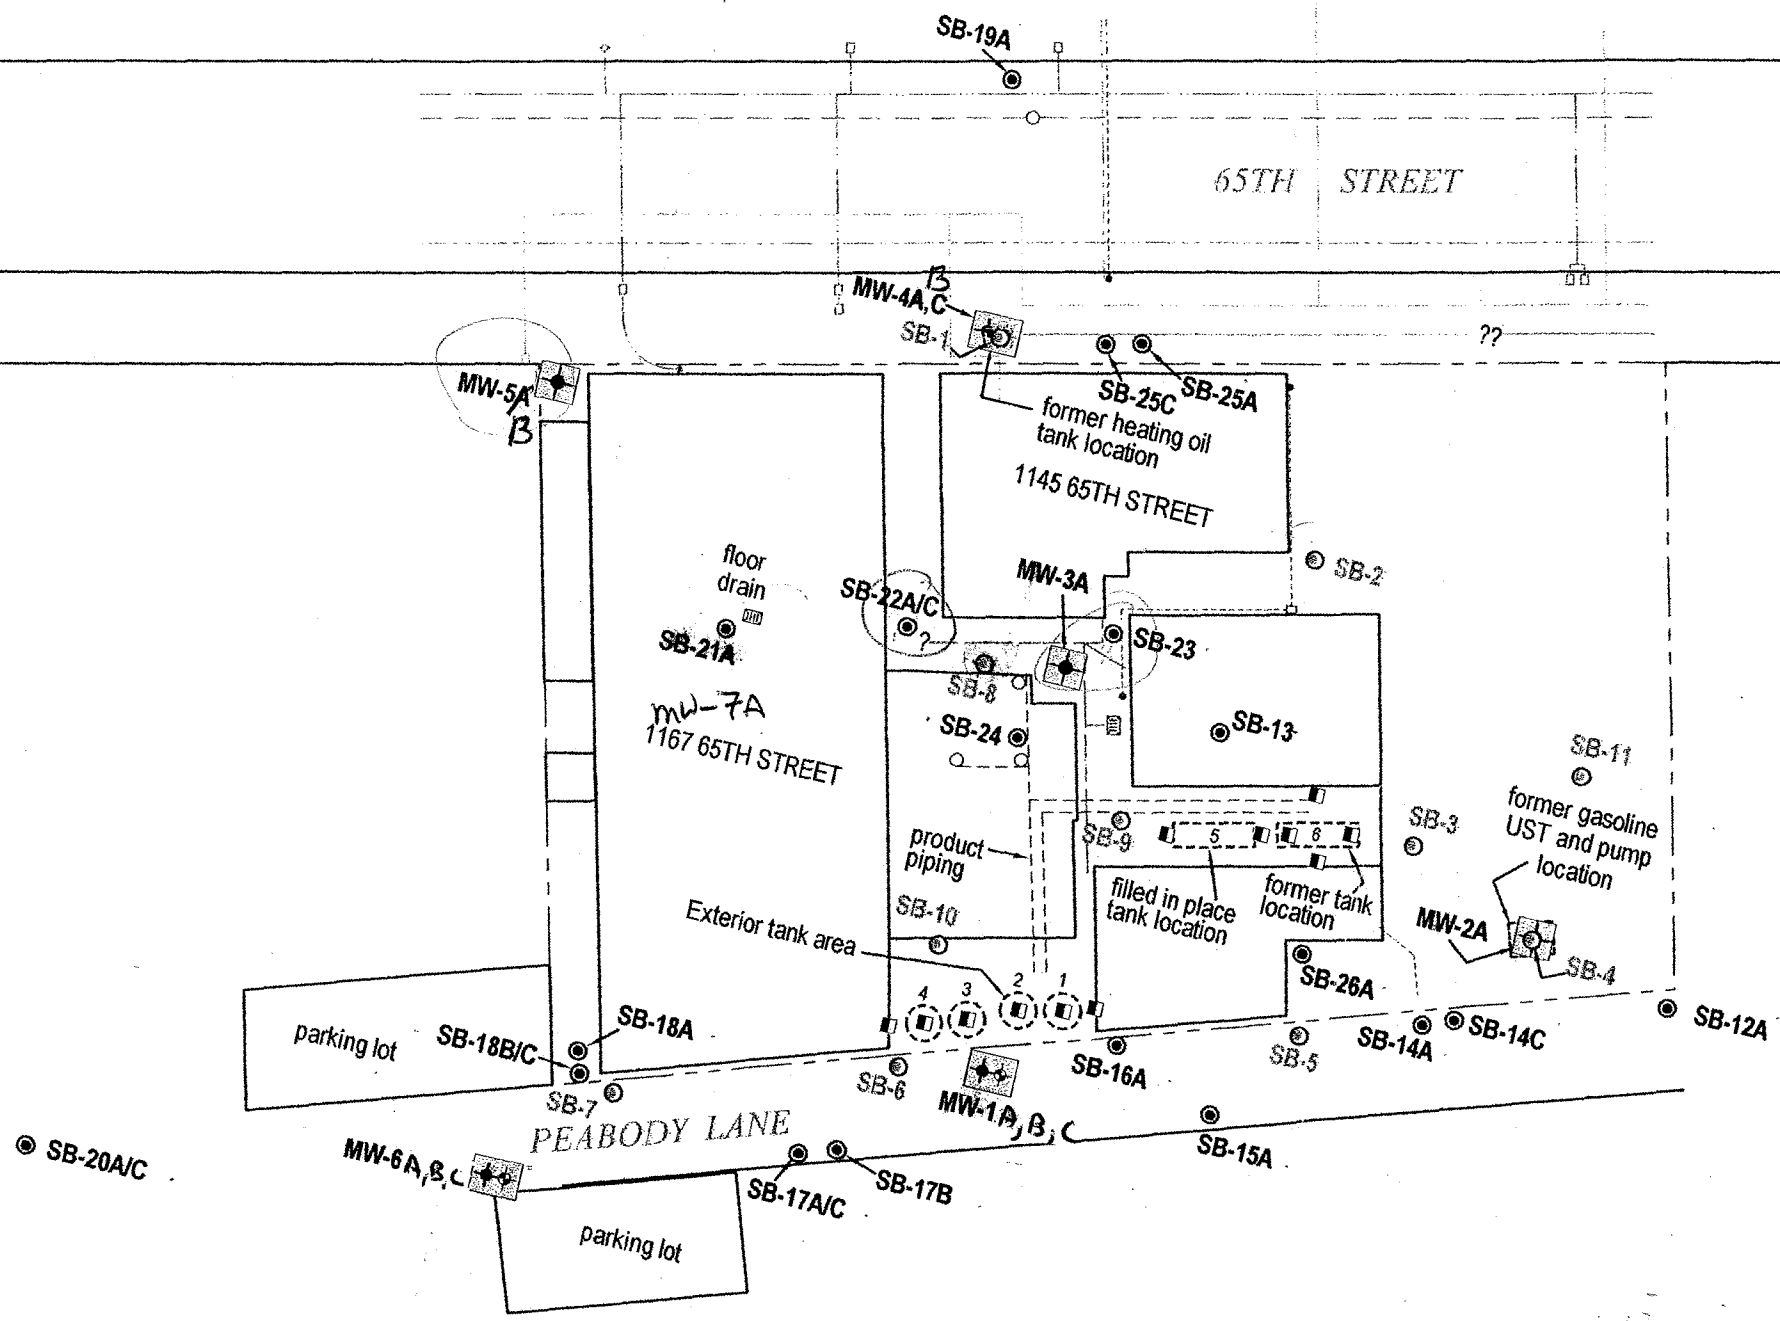 SB-19A
65TH STREET
B
MW-4A,C
SB-1
??
MW-5A
B
SB-25C
SB-25A
former heating oil
tank location
1145 65TH STREET
floor
drain
SB-22A/C
?
MW-3A
SB-2
SB-21A
SB-23
SB-8
MW-7A
1167 65TH STREET
SB-24
SB-13
SB-11
former gasoline
UST and pump
location
product
piping
SB-9
5
6
SB-3
filled in place
tank location
former tank
location
SB-10
Exterior tank area
MW-2A
SB-4
4
3
2
1
SB-26A
parking lot
SB-18B/C
SB-18A
SB-7
SB-6
SB-16A
SB-5
SB-14A
SB-14C
SB-12A
PEABODY LANE
MW-1A,B,C
SB-15A
SB-20A/C
MW-6A,B,C
SB-17A/C
SB-17B
parking lot